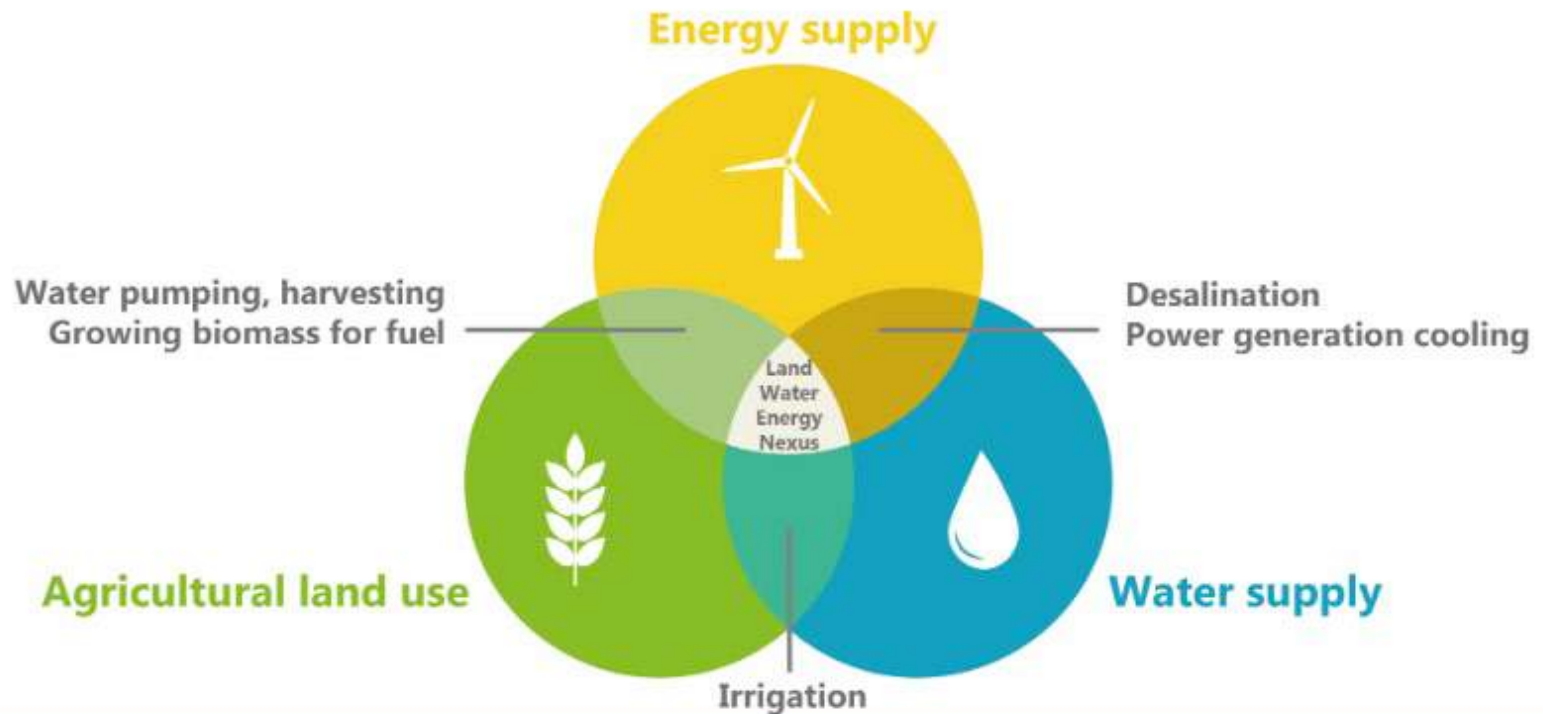 Energy supply
Water pumping, harvesting
Growing biomass for fuel
Desalination
Power generation cooling
Land
Water
Energy
Nexus
Agricultural land use
Water supply
Irrigation